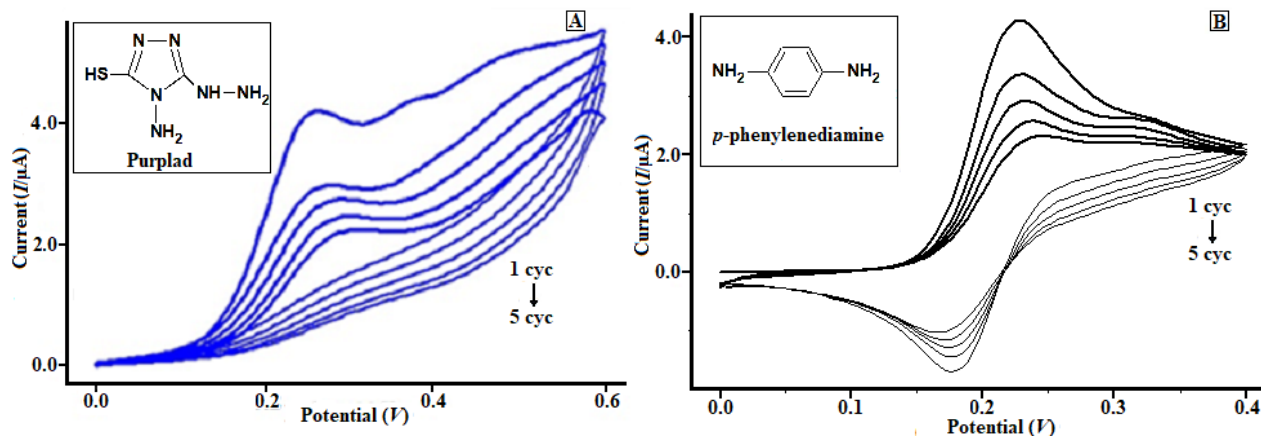 A
N N
HS
NH NH₂
NH₂
Purplad
Current (I/µA)
4.0
2.0
0.0
1 cyc
5 cyc
0.0 0.2 0.4 0.6
Potential (V)
B
NH₂
NH₂
p-phenylenediamine
Current (I/µA)
4.0
2.0
0.0
1 cyc
5 cyc
0.0 0.1 0.2 0.3 0.4
Potential (V)